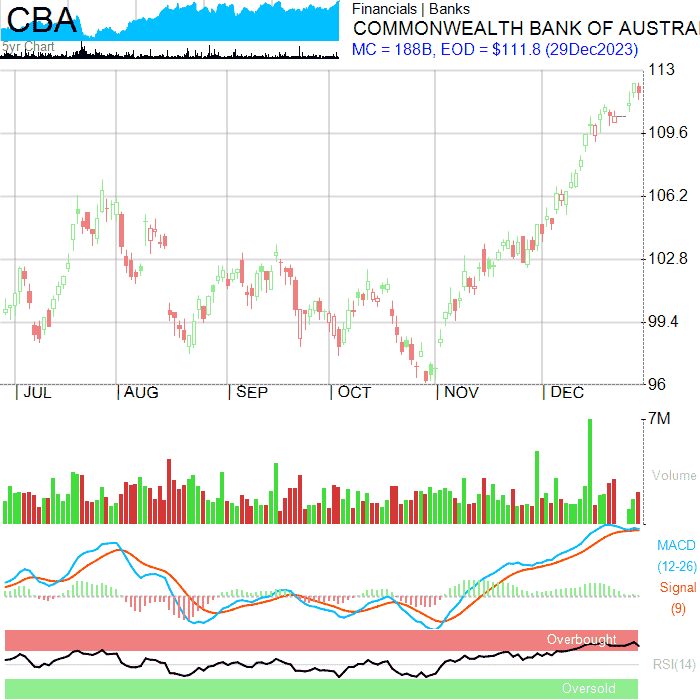 CBA
5yr Chart
Financials | Banks
COMMONWEALTH BANK OF AUSTRA
MC = 188B, EOD = $111.8 (29Dec2023)
113
109.6
106.2
102.8
99.4
96
JUL AUG SEP OCT NOV DEC
7M
Volume
MACD
(12-26)
Signal
(9)
Overbought
RSI(14)
Oversold